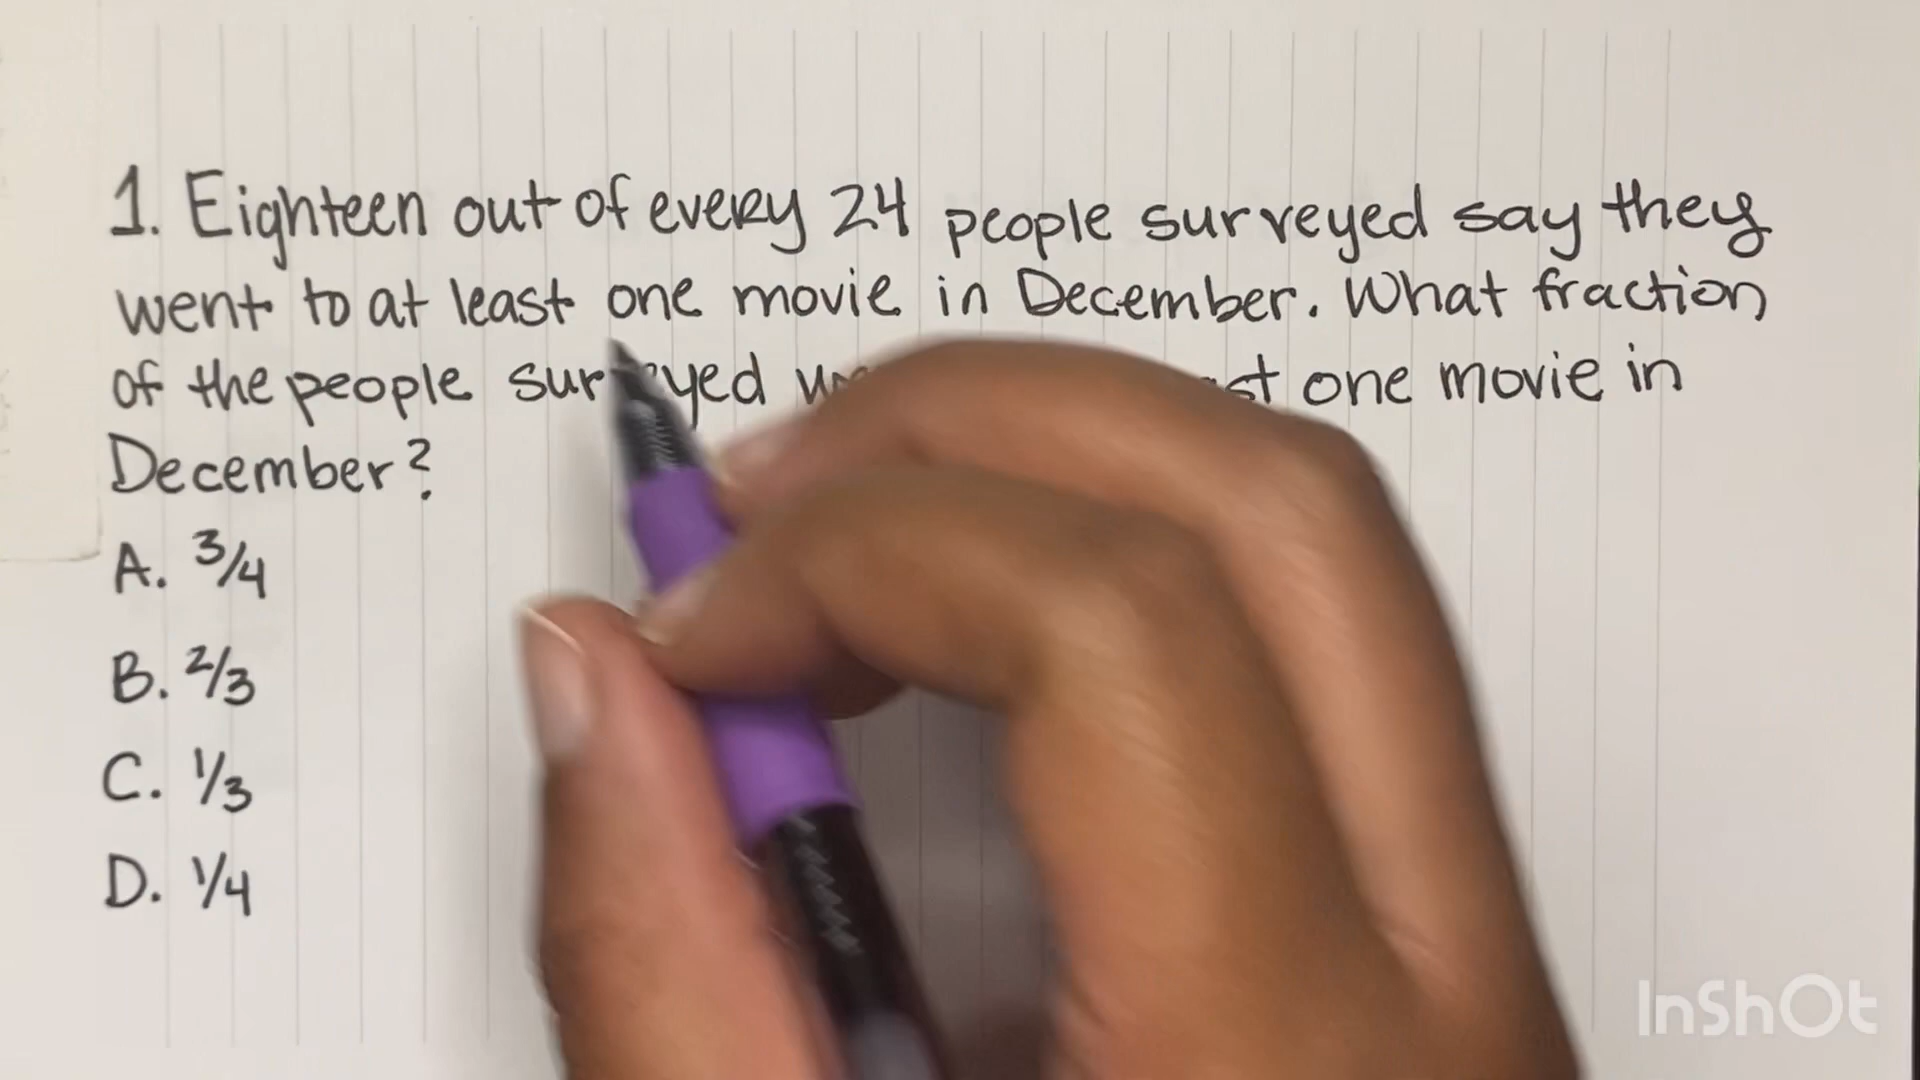 1. Eighteen out of every 24 people surveyed say they
went to at least one movie in December. What fraction
of the people one movie in
December?
A. 3/4
B. 2/3
C. 1/3
D. 1/4
InShOt